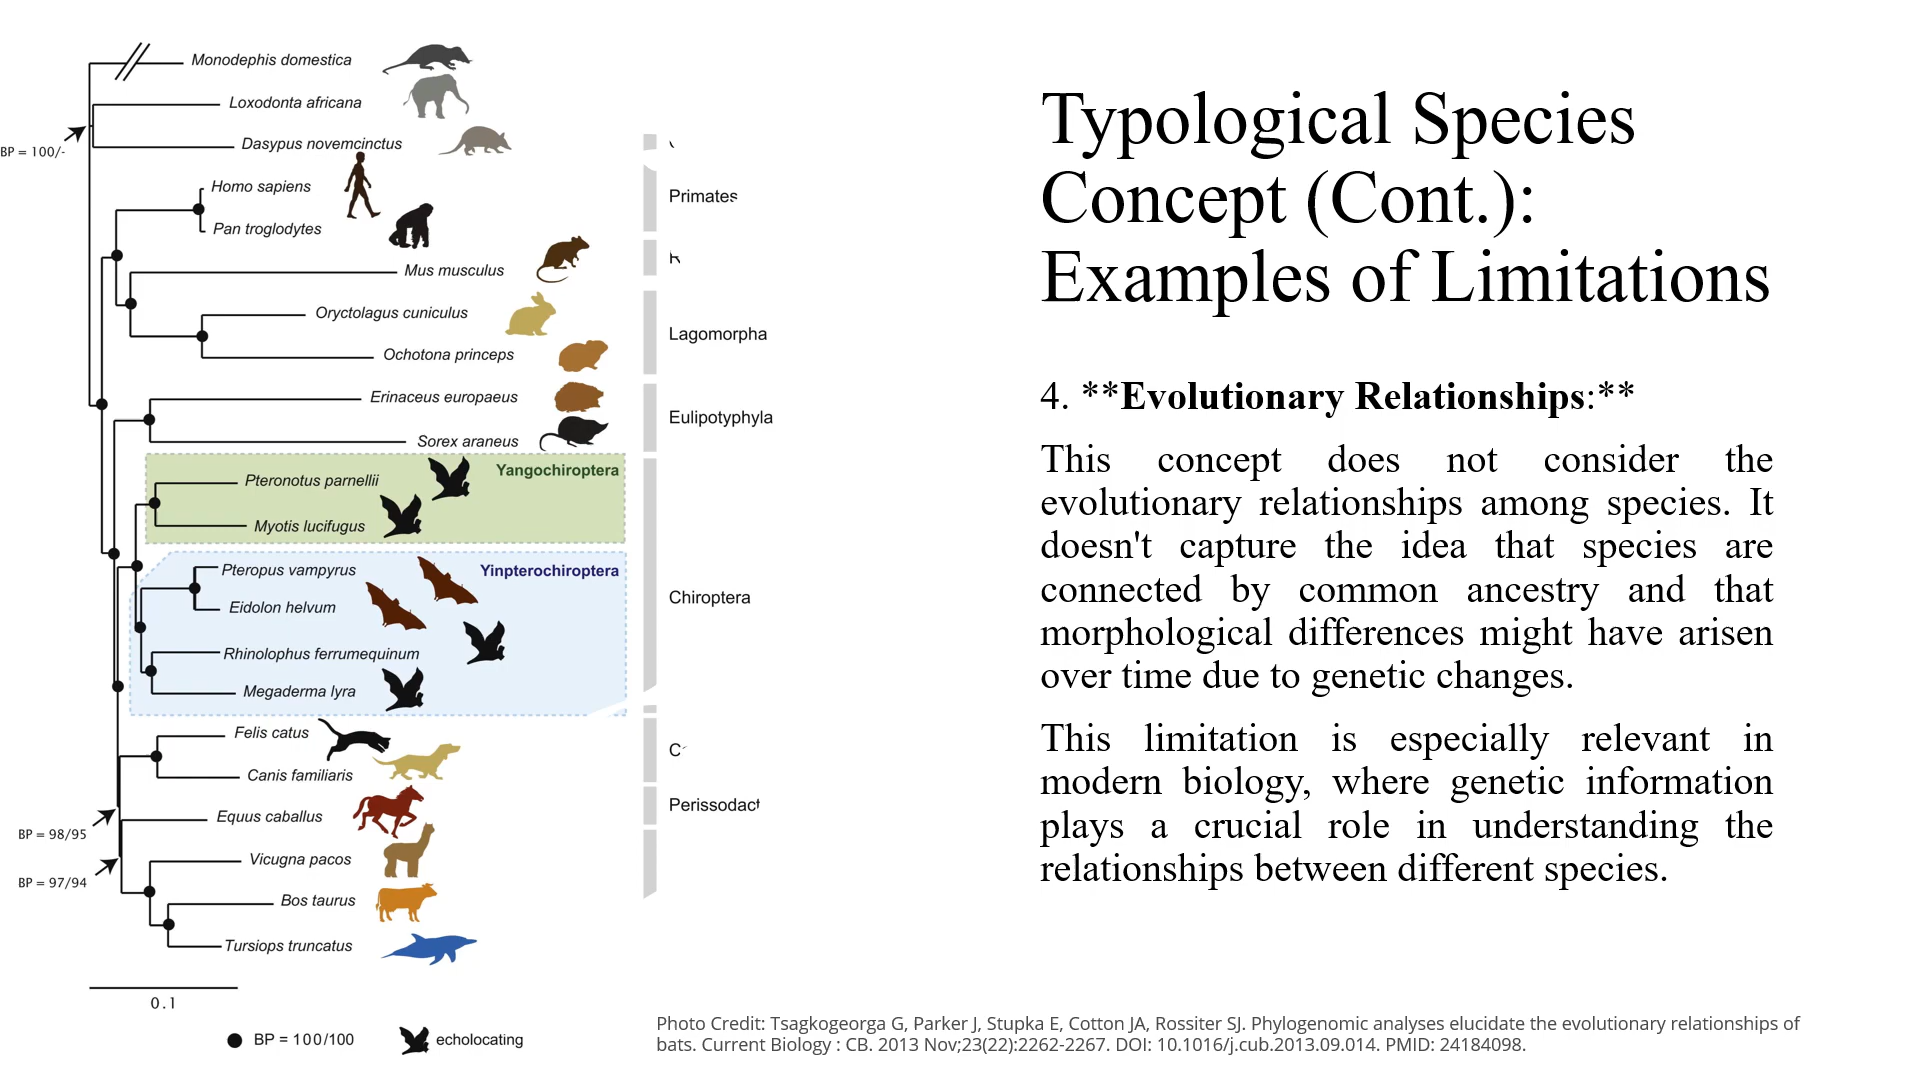 Monodephis domestica
Loxodonta africana
Dasypus novemcinctus
BP = 100/-
Homo sapiens
Primates
Pan troglodytes
Mus musculus
Oryctolagus cuniculus
Lagomorpha
Ochotona princeps
Erinaceus europaeus
Eulipotyphla
Sorex araneus
Yangochiroptera
Pteronotus parnellii
Myotis lucifugus
Pteropus vampyrus
Yinpterochiroptera
Eidolon helvum
Chiroptera
Rhinolophus ferrumequinum
Megaderma lyra
Felis catus
Canis familiaris
Perissodact
Equus caballus
BP = 98/95
Vicugna pacos
BP = 97/94
Bos taurus
Tursiops truncatus
0.1
BP = 100/100
echolocating
Typological Species
Concept (Cont.):
Examples of Limitations
4. **Evolutionary Relationships:**
This concept does not consider the
evolutionary relationships among species. It
doesn't capture the idea that species are
connected by common ancestry and that
morphological differences might have arisen
over time due to genetic changes.
This limitation is especially relevant in
modern biology, where genetic information
plays a crucial role in understanding the
relationships between different species.
Photo Credit: Tsagkogeorga G, Parker J, Stupka E, Cotton JA, Rossiter SJ. Phylogenomic analyses elucidate the evolutionary relationships of
bats. Current Biology : CB. 2013 Nov;23(22):2262-2267. DOI: 10.1016/j.cub.2013.09.014. PMID: 24184098.